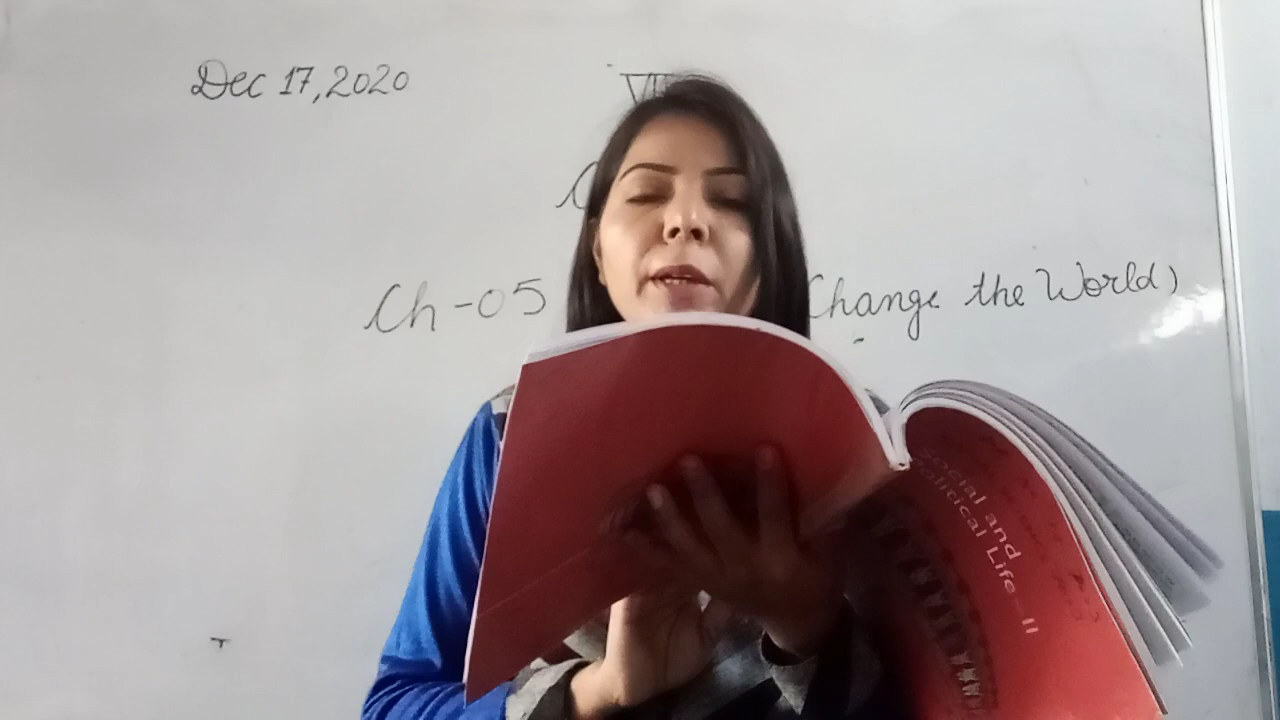 Dec 17, 2020
Ch-05
Change the World)
Social and
Political Life - II